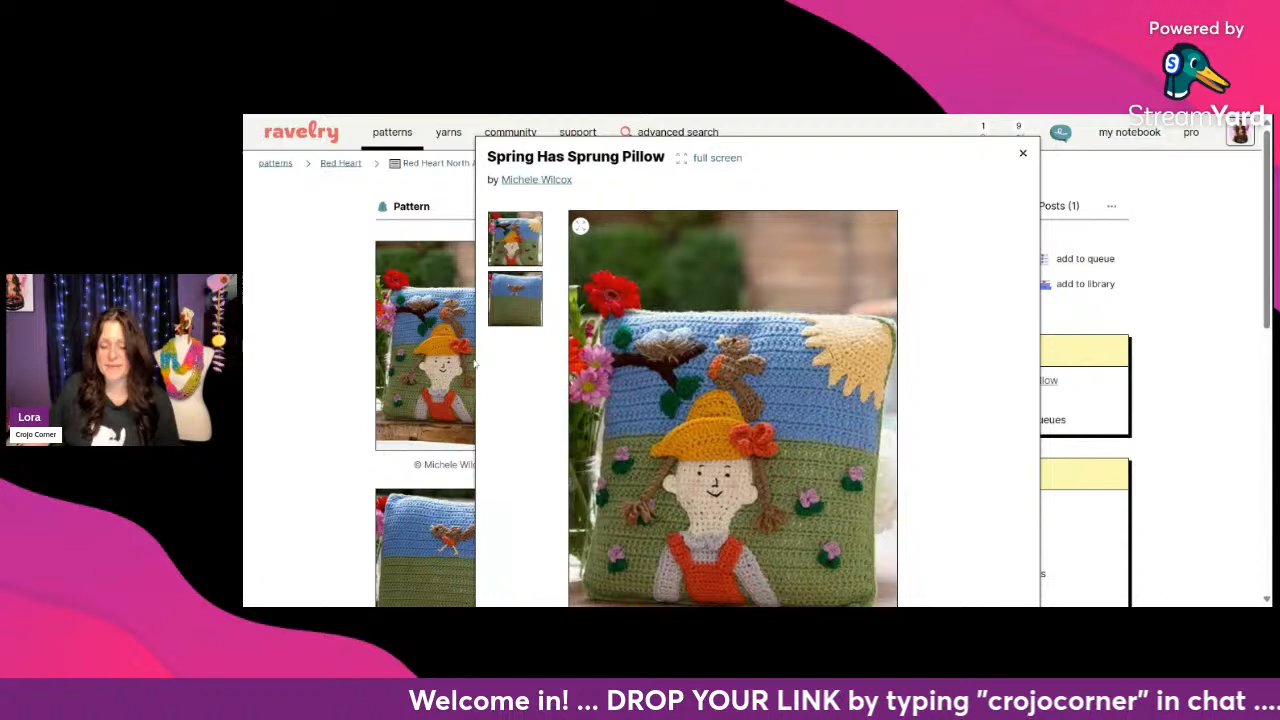 Powered by
StreamYard
ravelry
patterns
yarns
community
support
advanced search
1
9
my notebook
pro
patterns > Red Heart > Red Heart North
Spring Has Sprung Pillow
full screen
×
by Michele Wilcox
Pattern
Posts (1)
...
add to queue
add to library
© Michele Wilc
llow
ueues
s
Lora
Crojo Corner
S
Welcome in! ... DROP YOUR LINK by typing "crojocorner" in chat ....